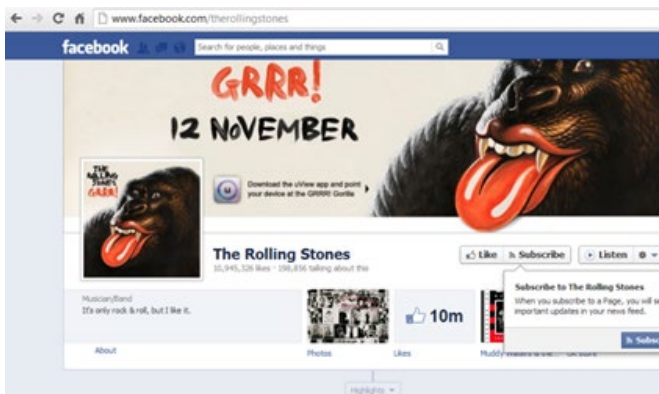 www.facebook.com/therollingstones
facebook
Search for people, places and things
GRRR!
12 NOVEMBER
THE
ROLLING
STONES
GRRR!
Download the uView app and point
your device at the GRRR! Gorilla
The Rolling Stones
10,945,326 likes · 198,856 talking about this
Like
Subscribe
Listen
Subscribe to The Rolling Stones
When you subscribe to a Page, you will
important updates in your news feed.
Musician/Band
It's only rock & roll, but I like it.
10m
About
Photos
Likes
Muddy Waters & the...
Highlights